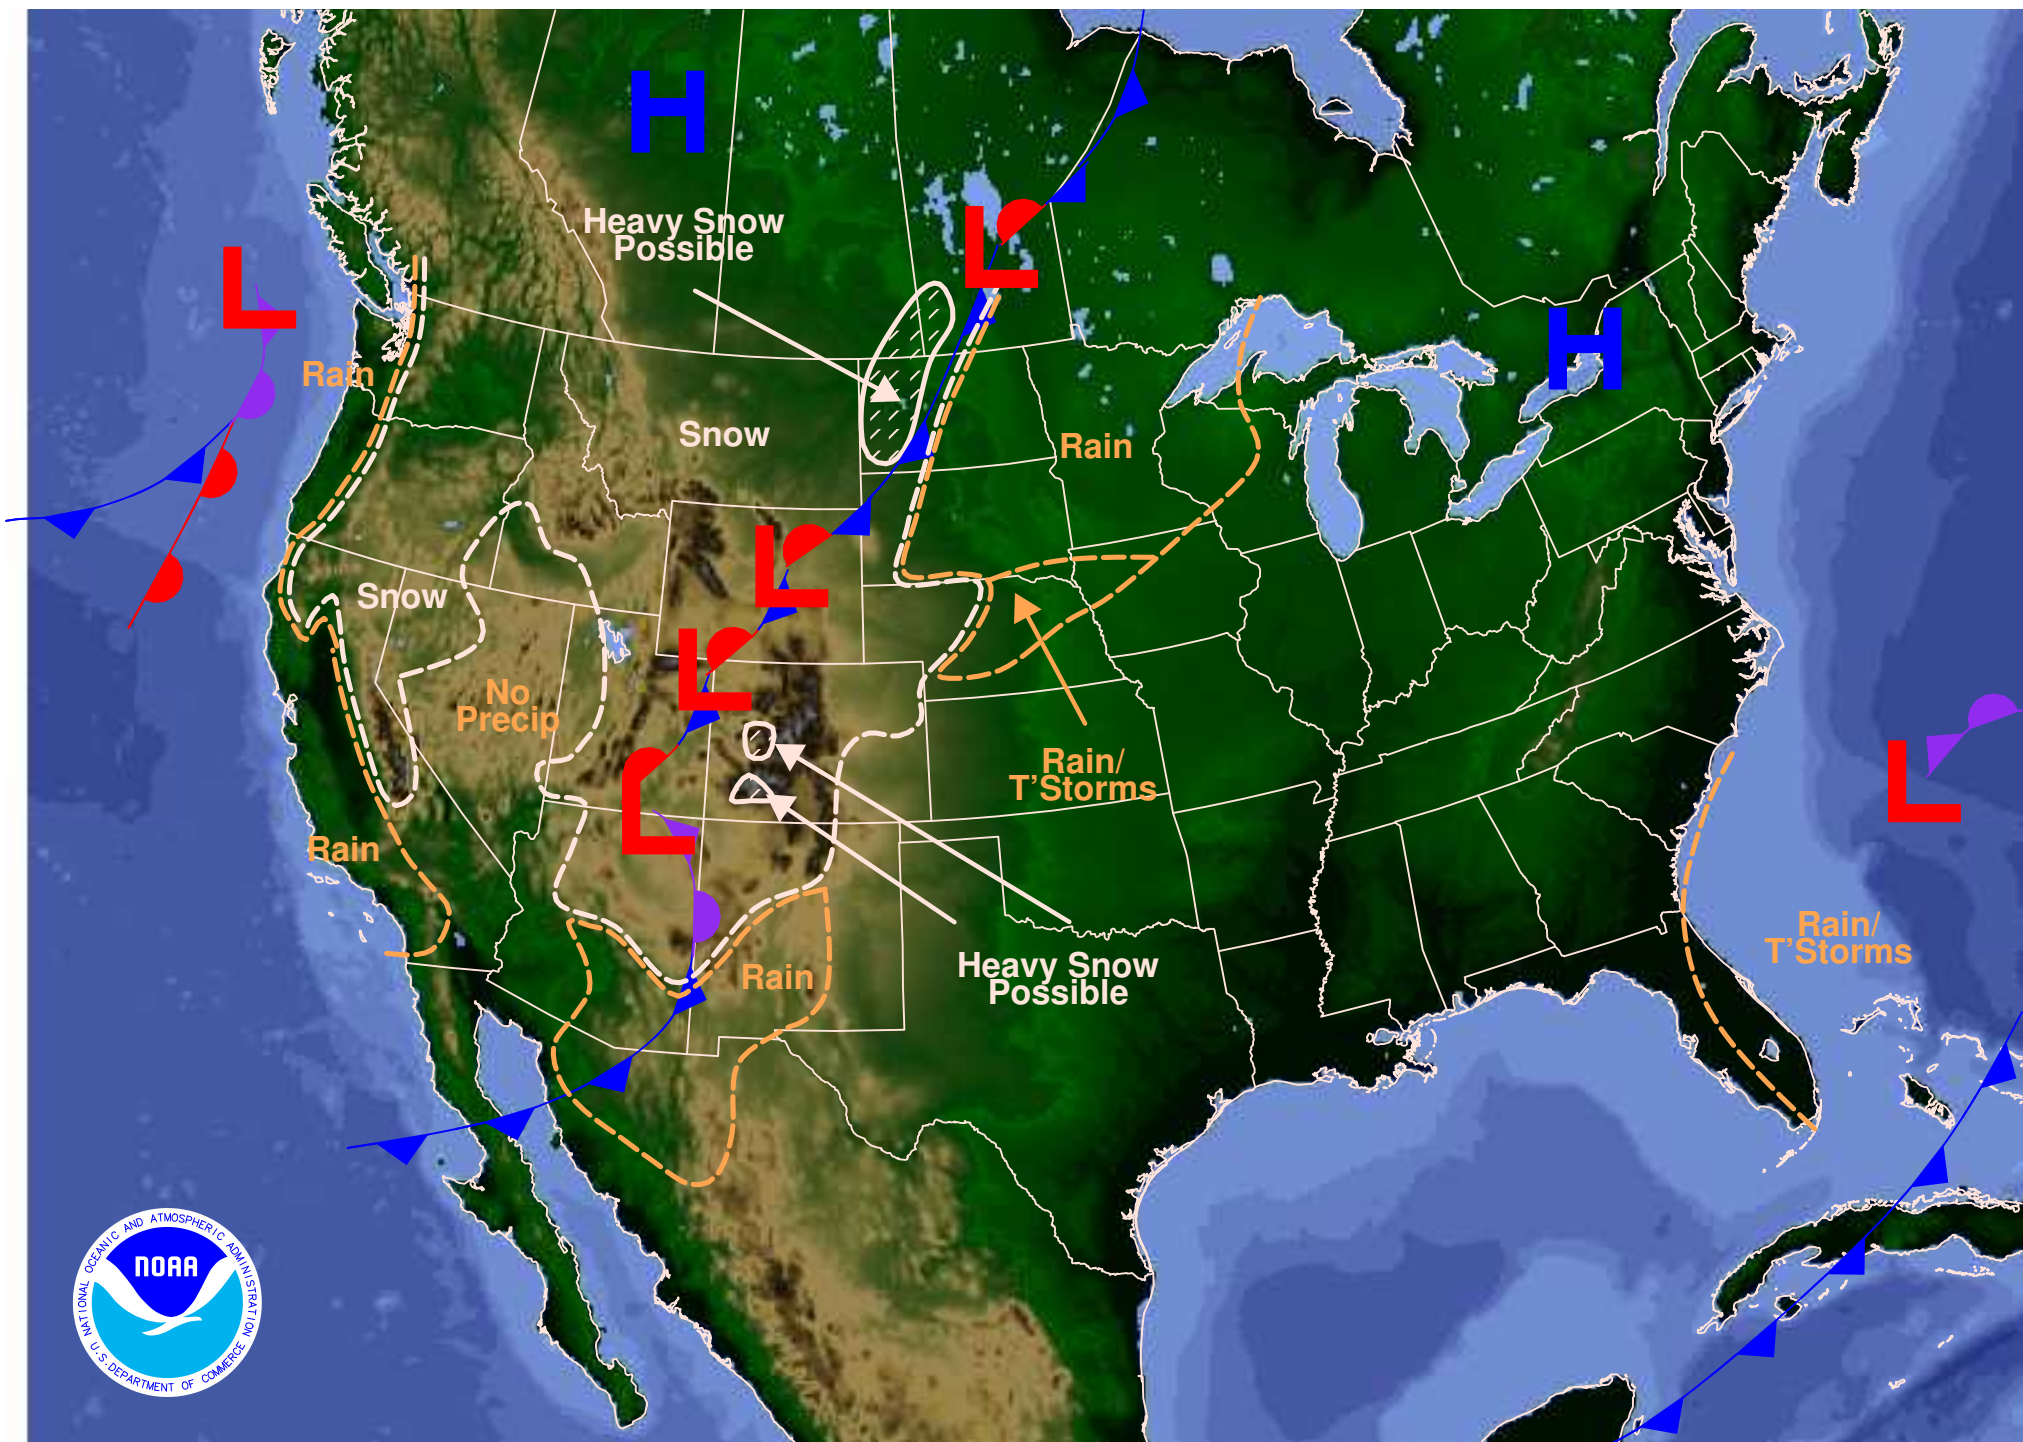 H
Heavy Snow
Possible
L
L
H
Rain
Snow
Rain
L
Snow
L
No
Precip
L
Rain/
T'Storms
L
Rain
Rain/
T'Storms
Heavy Snow
Possible
Rain
NATIONAL OCEANIC AND ATMOSPHERIC ADMINISTRATION
NOAA
U.S. DEPARTMENT OF COMMERCE